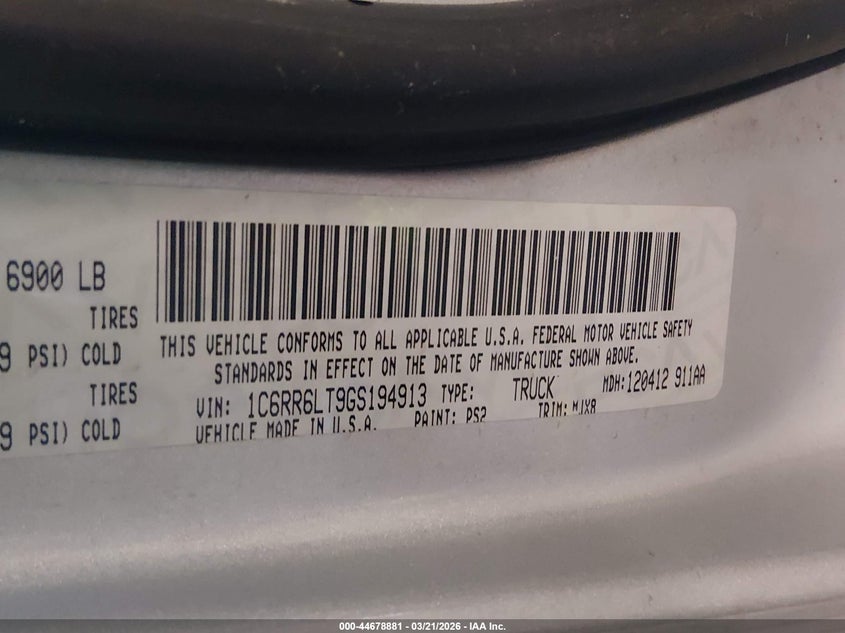 6900 LB
TIRES
9 PSI) COLD
TIRES
9 PSI) COLD
THIS VEHICLE CONFORMS TO ALL APPLICABLE U.S.A. FEDERAL MOTOR VEHICLE SAFETY
STANDARDS IN EFFECT ON THE DATE OF MANUFACTURE SHOWN ABOVE.
VIN: 1C6RR6LT9GS194913 TYPE: TRUCK MDH: 120412 911AA
VEHICLE MADE IN U.S.A. PAINT: PS2 TRIM: MJX8
000-44678881 - 03/21/2026 - IAA Inc.